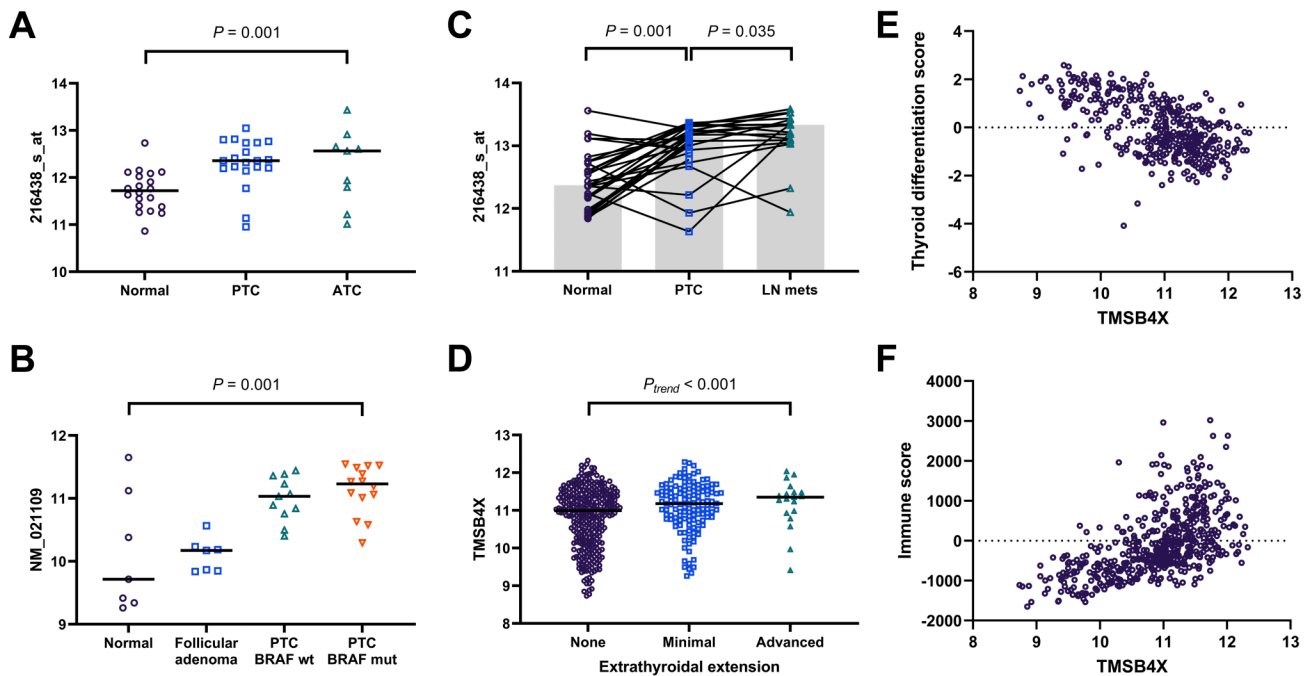 A
P = 0.001
216438_s_at
14
13
12
11
10
Normal
PTC
ATC
B
P = 0.001
NM_021109
12
11
10
9
Normal
Follicular
adenoma
PTC
BRAF wt
PTC
BRAF mut
C
P = 0.001
P = 0.035
216438_s_at
14
13
12
11
Normal
PTC
LN mets
D
Ptrend < 0.001
TMSB4X
13
12
11
10
9
8
None
Minimal
Advanced
Extrathyroidal extension
E
Thyroid differentiation score
4
2
0
-2
-4
-6
8
9
10
11
12
13
TMSB4X
F
Immune score
4000
3000
2000
1000
0
-1000
-2000
8
9
10
11
12
13
TMSB4X